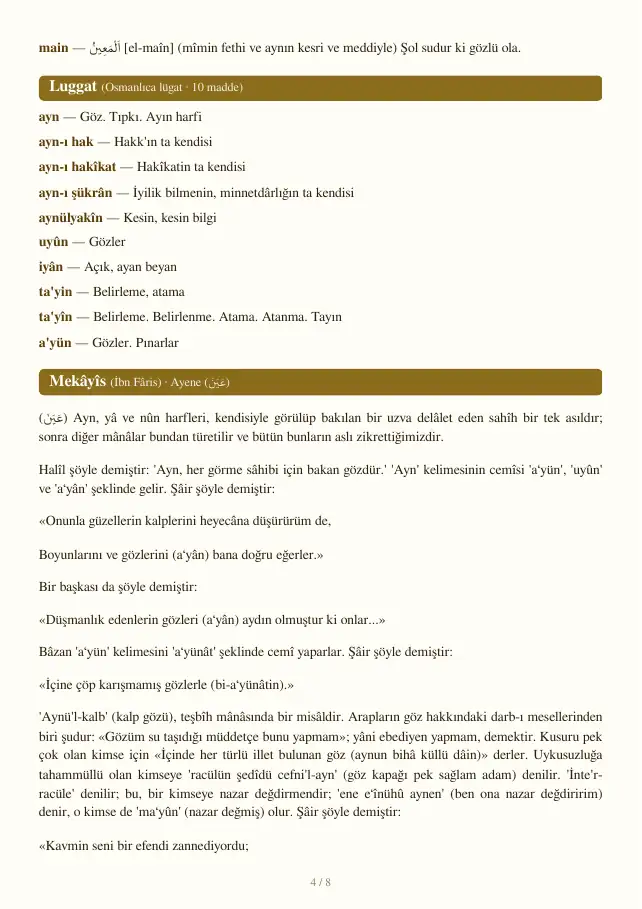 main — اَلْمَعِينُ [el-maîn] (mîmin fethi ve aynın kesri ve meddiyle) Şol sudur ki gözlü ola.
Luggat (Osmanlıca lügat · 10 madde)
ayn — Göz. Tıpkı. Ayın harfi
ayn-ı hak — Hakk'ın ta kendisi
ayn-ı hakîkat — Hakîkatin ta kendisi
ayn-ı şükrân — İyilik bilmenin, minnetdârlığın ta kendisi
aynülyakîn — Kesin, kesin bilgi
uyûn — Gözler
iyân — Açık, ayan beyan
ta'yin — Belirleme, atama
ta'yîn — Belirleme. Belirlenme. Atama. Atanma. Tayın
a'yün — Gözler. Pınarlar
Mekâyîs (İbn Fâris) · Ayene (عَيَنَ)
(عَيَنَ) Ayn, yâ ve nûn harfleri, kendisiyle görülüp bakılan bir uzva delâlet eden sahîh bir tek asıldır;
sonra diğer mânâlar bundan türetilir ve bütün bunların aslı zikrettiğimizdir.
Halîl şöyle demiştir: 'Ayn, her görme sâhibi için bakan gözdür.' 'Ayn' kelimesinin cemîsi 'a‘yün', 'uyûn'
ve 'a‘yân' şeklinde gelir. Şâir şöyle demiştir:
«Onunla güzellerin kalplerini heyecâna düşürürüm de,
Boyunlarını ve gözlerini (a‘yân) bana doğru eğerler.»
Bir başkası da şöyle demiştir:
«Düşmanlık edenlerin gözleri (a‘yân) aydın olmuştur ki onlar...»
Bâzan 'a‘yün' kelimesini 'a‘yünât' şeklinde cemî yaparlar. Şâir şöyle demiştir:
«İçine çöp karışmamış gözlerle (bi-a‘yünâtin).»
'Aynü'l-kalb' (kalp gözü), teşbîh mânâsında bir misâldir. Arapların göz hakkındaki darb-ı mesellerinden
biri şudur: «Gözüm su taşıdığı müddetçe bunu yapmam»; yâni ebediyen yapmam, demektir. Kusuru pek
çok olan kimse için «İçinde her türlü illet bulunan göz (aynun bihâ küllü dâin)» derler. Uykusuzluğa
tahammüllü olan kimseye 'racülün şedîdü cefni'l-ayn' (göz kapağı pek sağlam adam) denilir. 'İnte'r-
racüle' denilir; bu, bir kimseye nazar değdirmendir; 'ene e‘înühû aynen' (ben ona nazar değdiririm)
denir, o kimse de 'ma‘yûn' (nazar değmiş) olur. Şâir şöyle demiştir:
«Kavmin seni bir efendi zannediyordu;
4 / 8